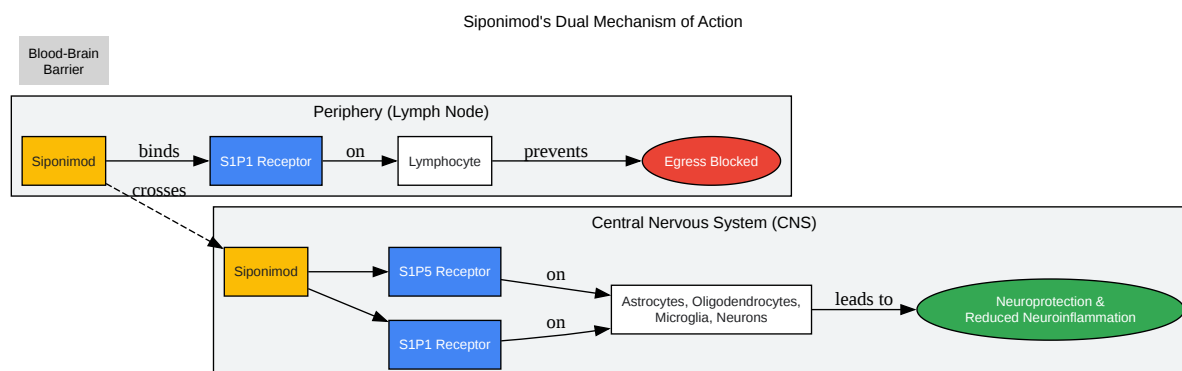 Siponimod's Dual Mechanism of Action
Blood-Brain
Barrier
Periphery (Lymph Node)
Siponimod
binds
S1P1 Receptor
on
Lymphocyte
prevents
Egress Blocked
crosses
Central Nervous System (CNS)
Siponimod
S1P5 Receptor
on
S1P1 Receptor
on
Astrocytes, Oligodendrocytes,
Microglia, Neurons
leads to
Neuroprotection &
Reduced Neuroinflammation